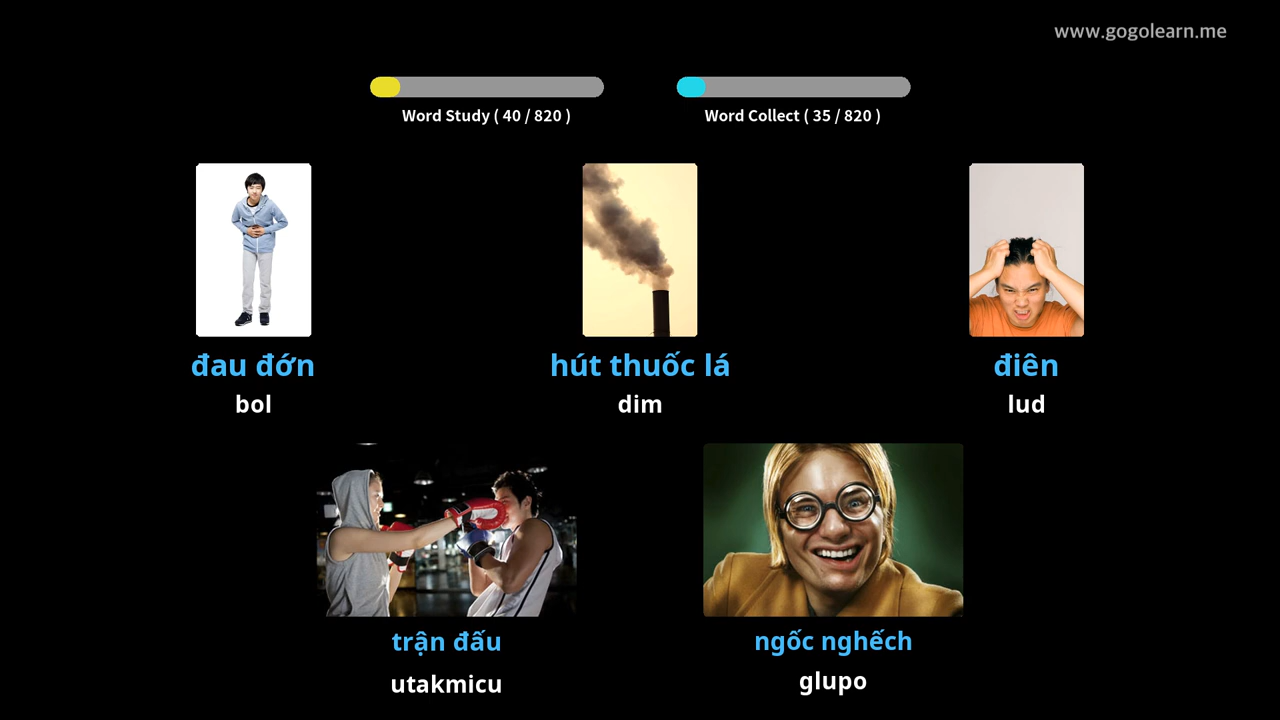 www.gogolearn.me
Word Study ( 40 / 820 )
Word Collect ( 35 / 820 )
đau đớn
bol
hút thuốc lá
dim
điên
lud
trận đấu
utakmicu
ngốc nghếch
glupo